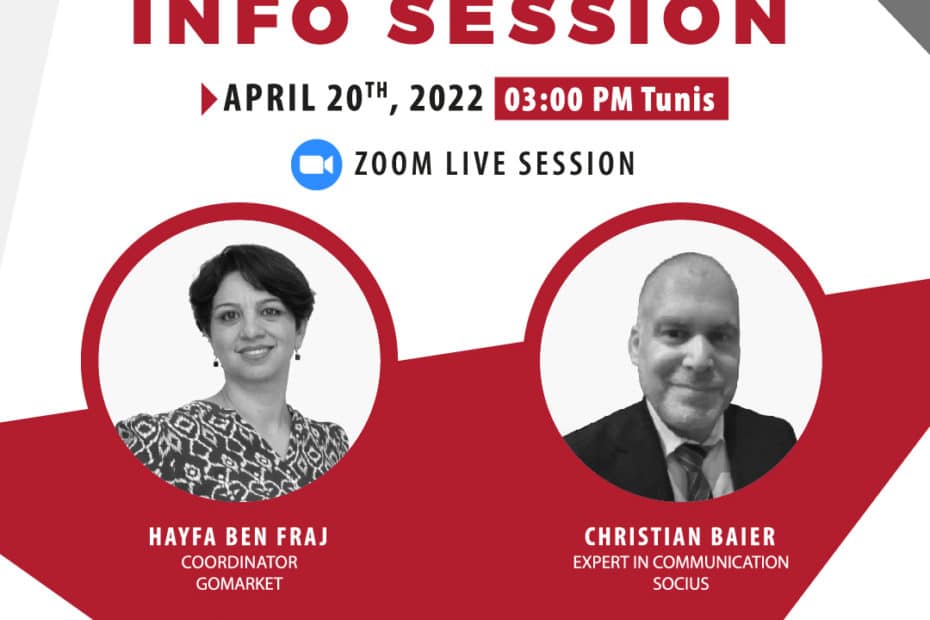 INFO SESSION
APRIL 20TH, 2022 03:00 PM Tunis
ZOOM LIVE SESSION
HAYFA BEN FRAJ
COORDINATOR
GOMARKET
CHRISTIAN BAIER
EXPERT IN COMMUNICATION
SOCIUS